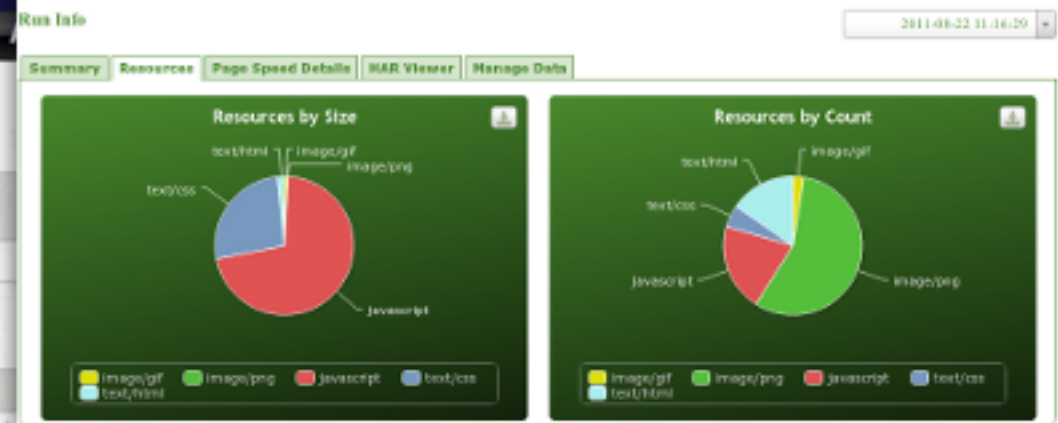 Run Info
2011-08-22 11:16:29
Summary Resources Page Speed Details HAR Viewer Manage Data
Resources by Size
text/html image/gif
image/png
text/css
javascript
image/gif image/png javascript text/css
text/html
Resources by Count
image/gif
text/html
text/css
javascript
image/png
image/gif image/png javascript text/css
text/html